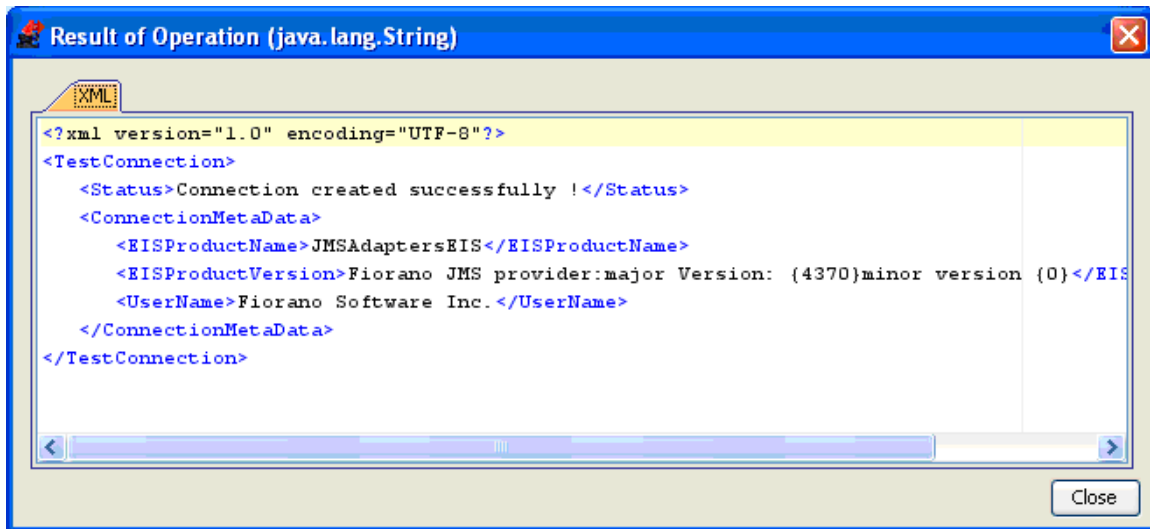 Result of Operation (java.lang.String)
XML
<?xml version="1.0" encoding="UTF-8"?>
<TestConnection>
<Status>Connection created successfully !</Status>
<ConnectionMetaData>
<EISProductName>JMSAdaptersEIS</EISProductName>
<EISProductVersion>Fiorano JMS provider:major Version: {4370}minor version {0}</EIS
<UserName>Fiorano Software Inc.</UserName>
</ConnectionMetaData>
</TestConnection>
Close